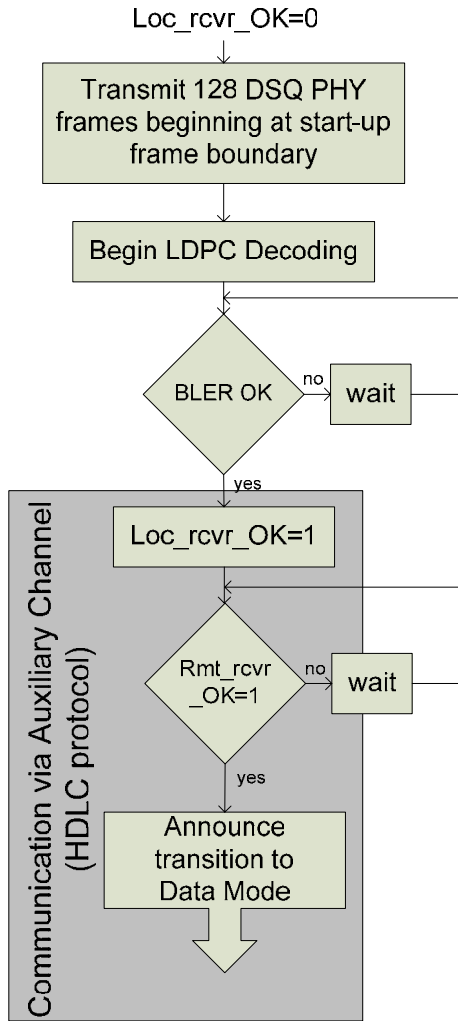 Loc_rcvr_OK=0
Transmit 128 DSQ PHY
frames beginning at start-up
frame boundary
Begin LDPC Decoding
BLER OK
no
wait
yes
Communication via Auxiliary Channel
(HDLC protocol)
Loc_rcvr_OK=1
Rmt_rcvr
_OK=1
no
wait
yes
Announce
transition to
Data Mode